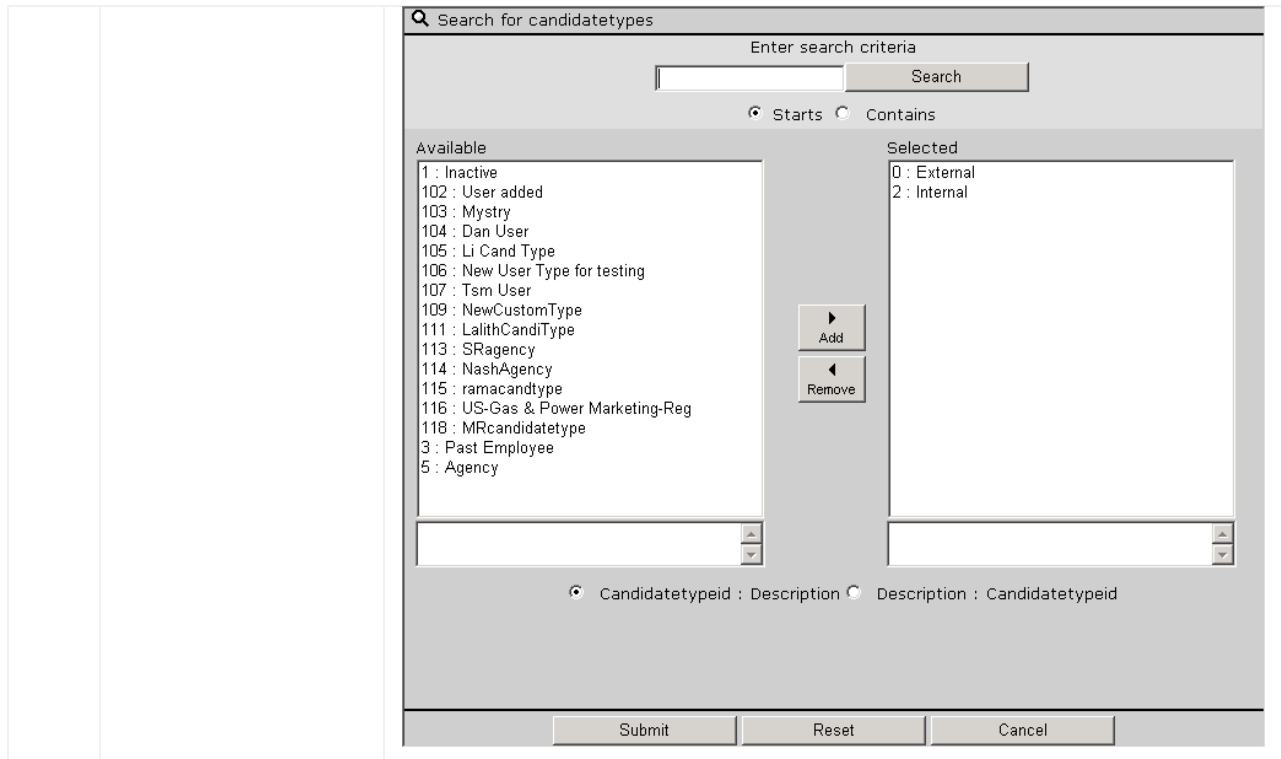 Search for candidatetypes
Enter search criteria
Search
Starts Contains
Available
1 : Inactive
102 : User added
103 : Mystry
104 : Dan User
105 : Li Cand Type
106 : New User Type for testing
107 : Tsm User
109 : NewCustomType
111 : LalithCandiType
113 : SRagency
114 : NashAgency
115 : ramacandtype
116 : US-Gas & Power Marketing-Reg
118 : MRcandidatetype
3 : Past Employee
5 : Agency
Add
Remove
Selected
0 : External
2 : Internal
Candidatetypeid : Description Description : Candidatetypeid
Submit Reset Cancel